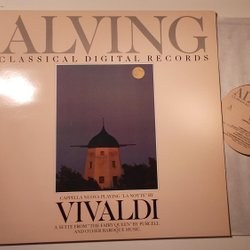 ALVING
CLASSICAL DIGITAL RECORDS
CAPPELLA NUOVA PLAYING "LA NOTTE" BY
VIVALDI
A SUITE FROM "THE FAIRY QUEEN" BY PURCELL
AND OTHER BAROQUE MUSIC